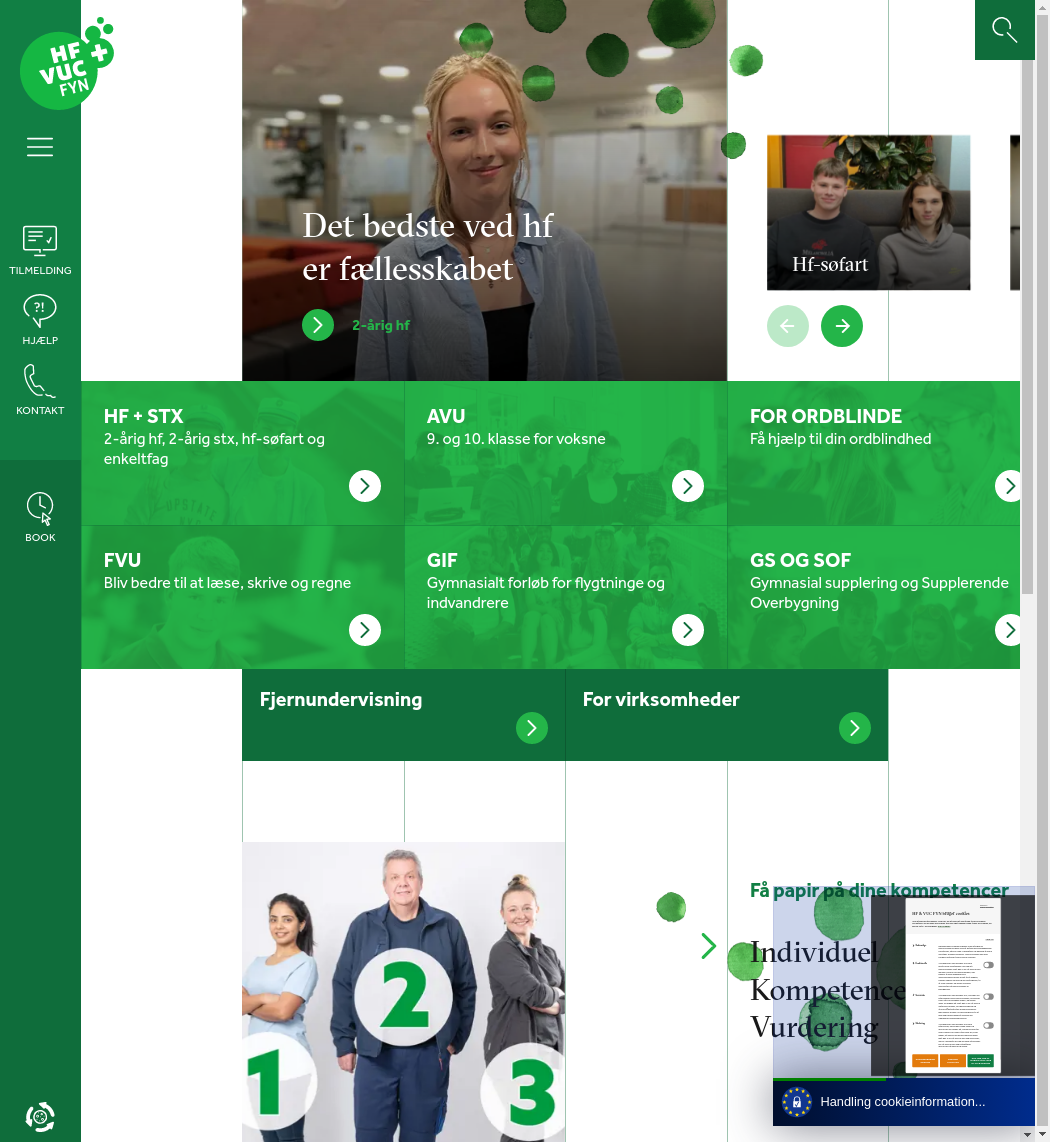 HF
VUC
FYN
TILMELDING
?!
HJÆLP
KONTAKT
BOOK
Det bedste ved hf
er fællesskabet
2-årig hf
Hf-søfart
HF + STX
2-årig hf, 2-årig stx, hf-søfart og
enkeltfag
AVU
9. og 10. klasse for voksne
FOR ORDBLINDE
Få hjælp til din ordblindhed
FVU
Bliv bedre til at læse, skrive og regne
GIF
Gymnasialt forløb for flygtninge og
indvandrere
GS OG SOF
Gymnasial supplering og Supplerende
Overbygning
Fjernundervisning
For virksomheder
1
2
3
Få papir på dine kompetencer
Individuel
Kompetence
Vurdering
Handling cookieinformation...